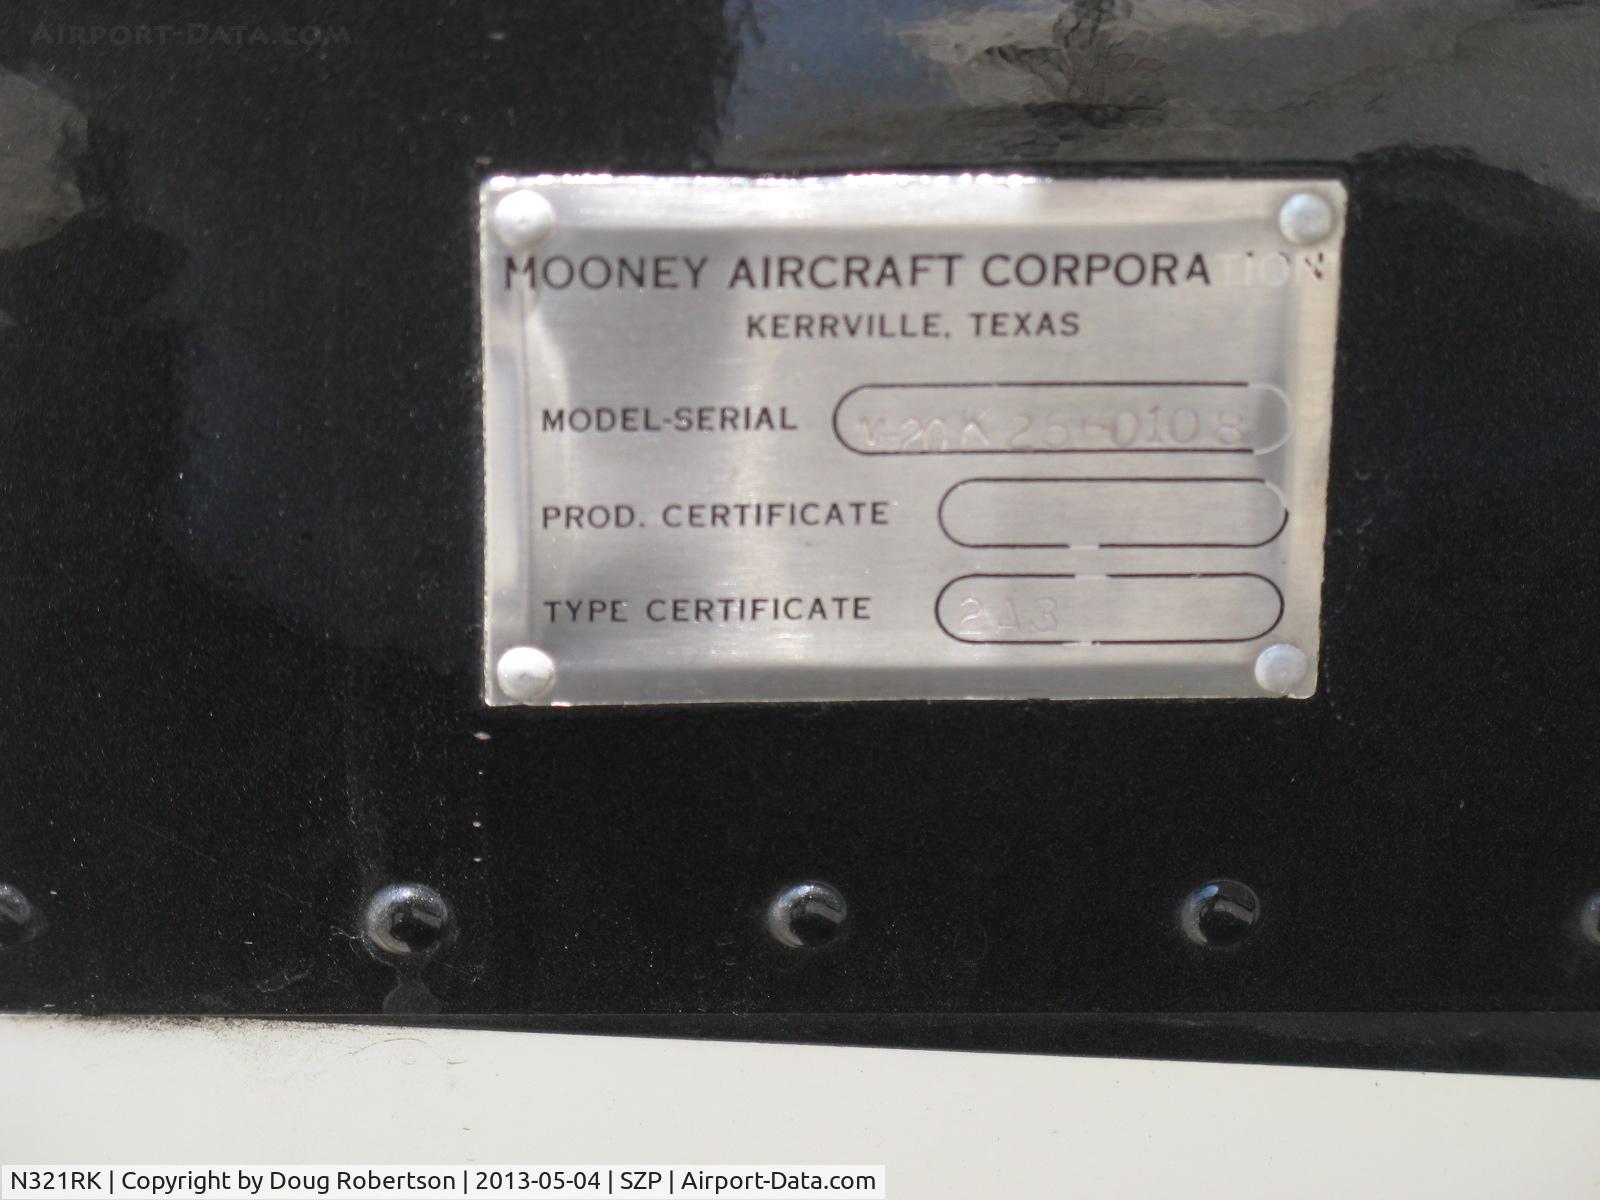 AIRPORT-DATA.COM
MOONEY AIRCRAFT CORPORATION
KERRVILLE, TEXAS
MODEL-SERIAL M-20K 25-0108
PROD. CERTIFICATE
TYPE CERTIFICATE 2A3
N321RK | Copyright by Doug Robertson | 2013-05-04 | SZP | Airport-Data.com